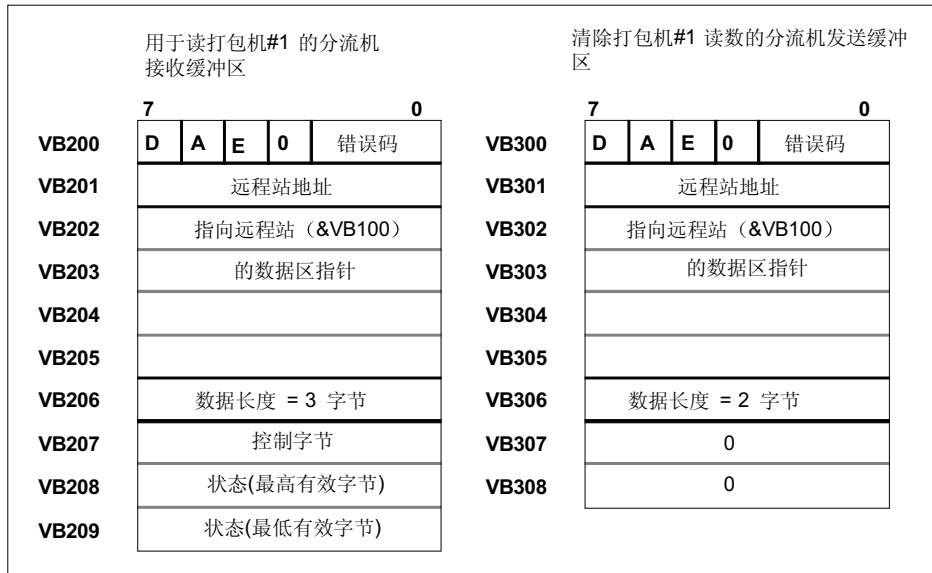 用于读打包机#1 的分流机
接收缓冲区
7 0
VB200 D A E 0 错误码
VB201 远程站地址
VB202 指向远程站（&VB100）
VB203 的数据区指针
VB204
VB205
VB206 数据长度 = 3 字节
VB207 控制字节
VB208 状态(最高有效字节)
VB209 状态(最低有效字节)
清除打包机#1 读数的分流机发送缓冲
区
7 0
VB300 D A E 0 错误码
VB301 远程站地址
VB302 指向远程站（&VB100）
VB303 的数据区指针
VB304
VB305
VB306 数据长度 = 2 字节
VB307 0
VB308 0